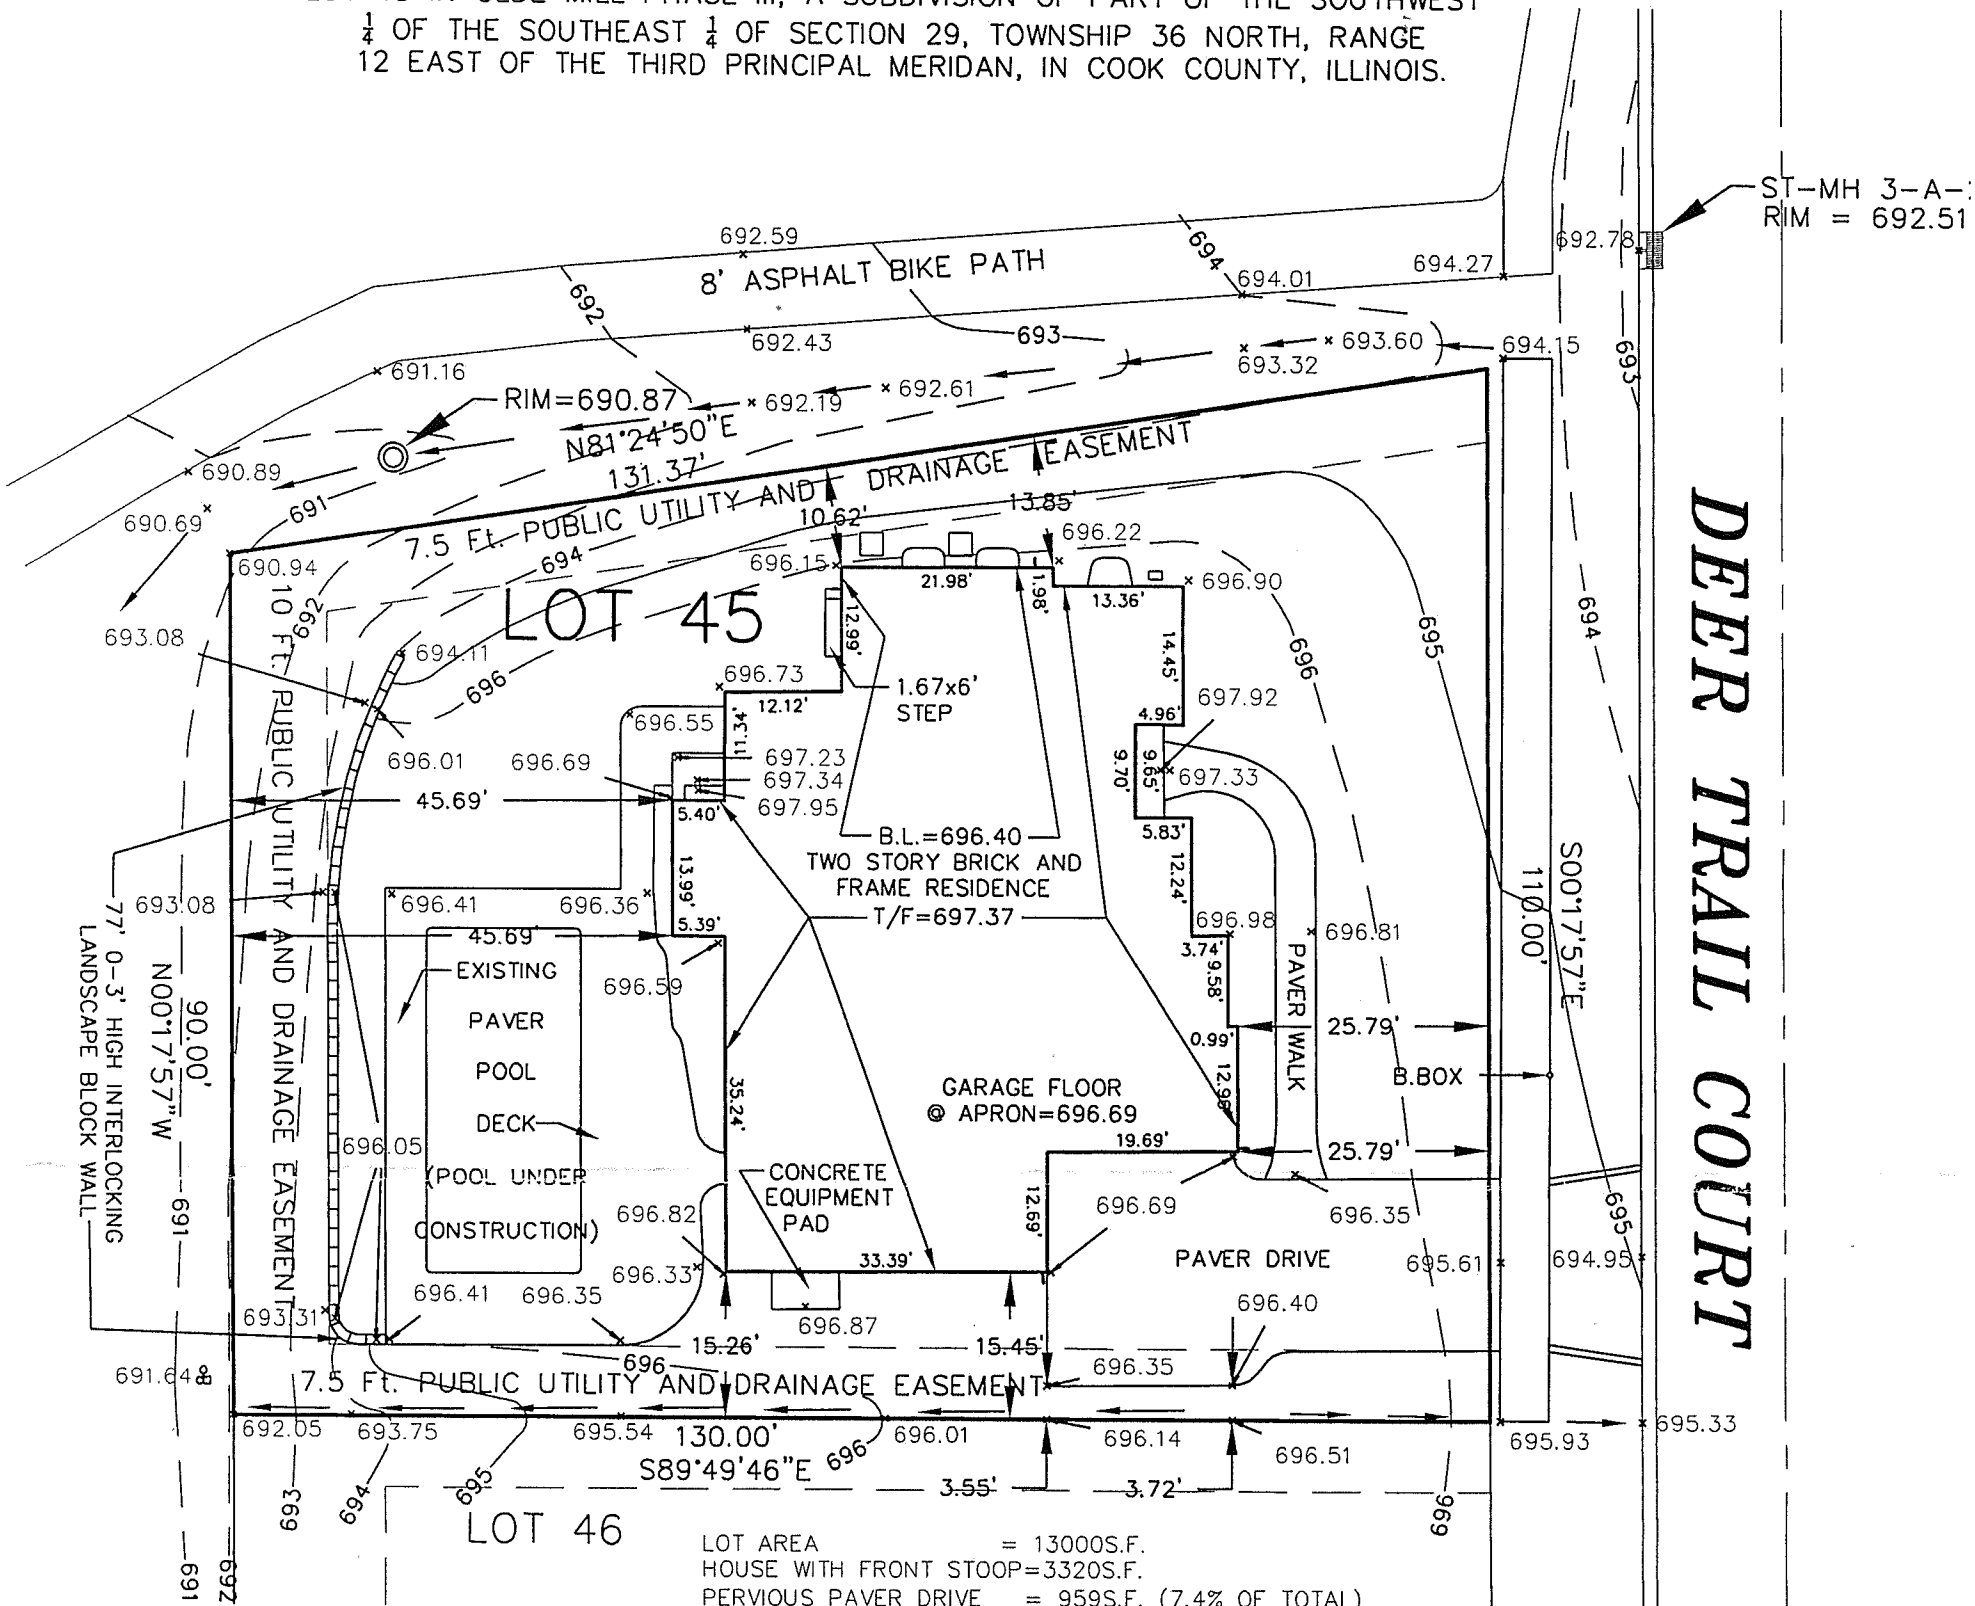 ¼ OF THE SOUTHEAST ¼ OF SECTION 29, TOWNSHIP 36 NORTH, RANGE
12 EAST OF THE THIRD PRINCIPAL MERIDAN, IN COOK COUNTY, ILLINOIS.
ST-MH 3-A-
RIM = 692.51
692.59
8' ASPHALT BIKE PATH
694
692.78
694.27
694.01
692
692.43
693
693.60
694.15
693.32
693
691.16
692.61
692.19
RIM=690.87
N81°24'50"E
131.37'
690.89
691
690.69
7.5 Ft. PUBLIC UTILITY AND DRAINAGE EASEMENT
10.62'
13.85'
696.22
694
696.15
690.94
692
LOT 45
21.98'
1.98'
13.36'
696.90
12.99'
14.45'
693.08
694.11
696
696
695
694
696.73
12.12'
1.67x6'
STEP
697.92
4.96'
696.55
11.34'
696.01
696.69
697.23
697.34
697.95
9.70'
9.65'
697.33
45.69'
5.40'
5.83'
B.L.=696.40
TWO STORY BRICK AND
FRAME RESIDENCE
T/F=697.37
13.99'
12.24'
693.08
696.41
696.36
5.39'
45.69'
696.98
696.81
3.74'
9.58'
PAVER WALK
S00°17'57"E
110.00'
DEER TRAIL COURT
10 Ft. PUBLIC UTILITY AND DRAINAGE EASEMENT
77' 0-3' HIGH INTERLOCKING
LANDSCAPE BLOCK WALL
90.00'
N00°17'57"W
691
EXISTING
PAVER
POOL
DECK
(POOL UNDER
CONSTRUCTION)
696.59
25.79'
0.99'
12.96'
B.BOX
35.24'
GARAGE FLOOR
@ APRON=696.69
19.69'
25.79'
696.05
CONCRETE
EQUIPMENT
PAD
12.69'
696.69
696.35
695
696.82
33.39'
696.33
PAVER DRIVE
695.61
694.95
693.31
696.41
696.35
696.87
696.40
15.26'
15.45'
696
696.35
691.64
7.5 Ft. PUBLIC UTILITY AND DRAINAGE EASEMENT
692.05
693.75
695.54
130.00'
S89°49'46"E
696
696.01
696.14
696.51
695.93
695.33
693
694
695
3.55'
3.72'
696
LOT 46
691
692
LOT AREA = 13000S.F.
HOUSE WITH FRONT STOOP=3320S.F.
PERVIOUS PAVER DRIVE = 959S.F. (7.4% OF TOTAL)